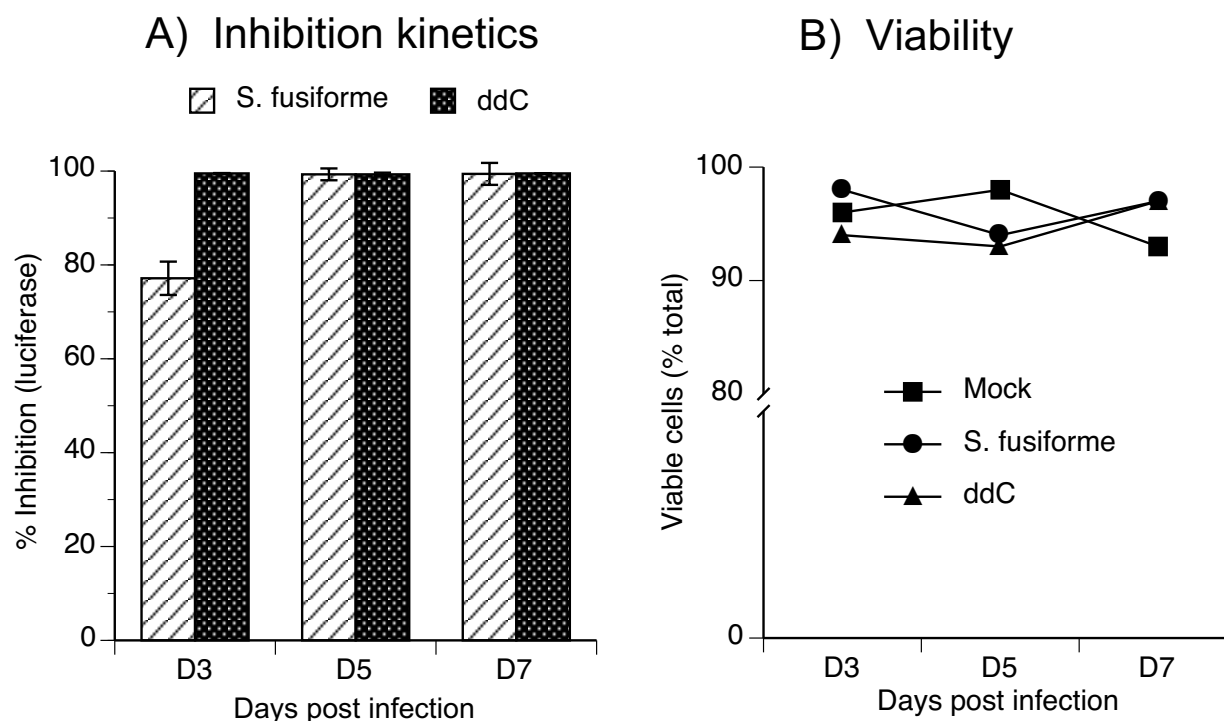 A) Inhibition kinetics
S. fusiforme
ddC
% Inhibition (luciferase)
100
80
60
40
20
0
D3
D5
D7
Days post infection
B) Viability
Viable cells (% total)
100
90
80
0
Mock
S. fusiforme
ddC
D3
D5
D7
Days post infection